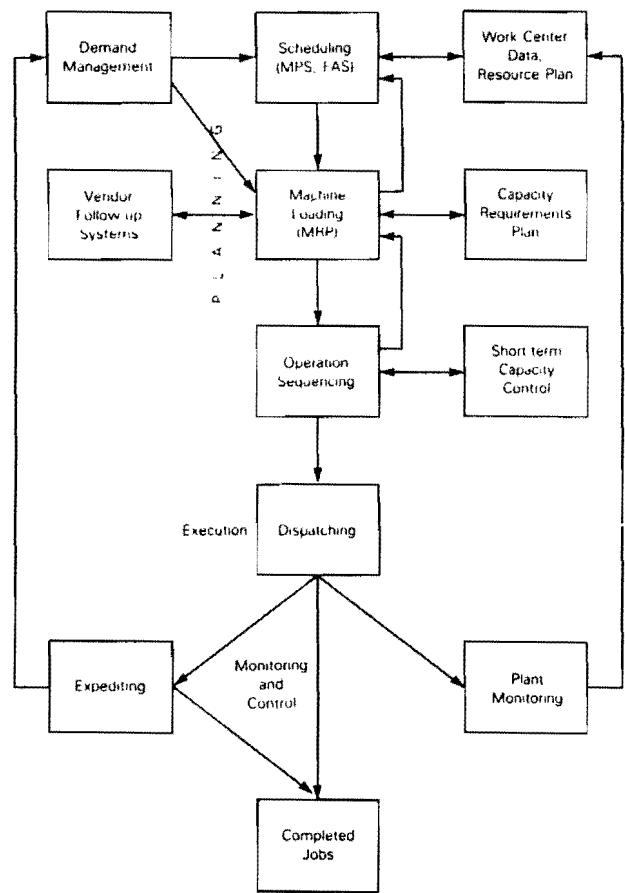 Demand
Management
Scheduling
(MPS, FAS)
Work Center
Data,
Resource Plan
PLANNING
Vendor
Follow up
Systems
Machine
Loading
(MRP)
Capacity
Requirements
Plan
Operation
Sequencing
Short term
Capacity
Control
Execution
Dispatching
Expediting
Monitoring
and
Control
Plant
Monitoring
Completed
Jobs